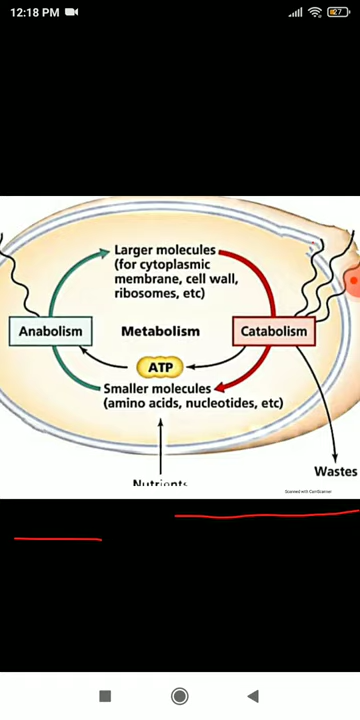 12:18 PM
27
Larger molecules
(for cytoplasmic
membrane, cell wall,
ribosomes, etc)
Anabolism
Metabolism
Catabolism
ATP
Smaller molecules
(amino acids, nucleotides, etc)
Wastes
Nutrients
Scanned with CamScanner